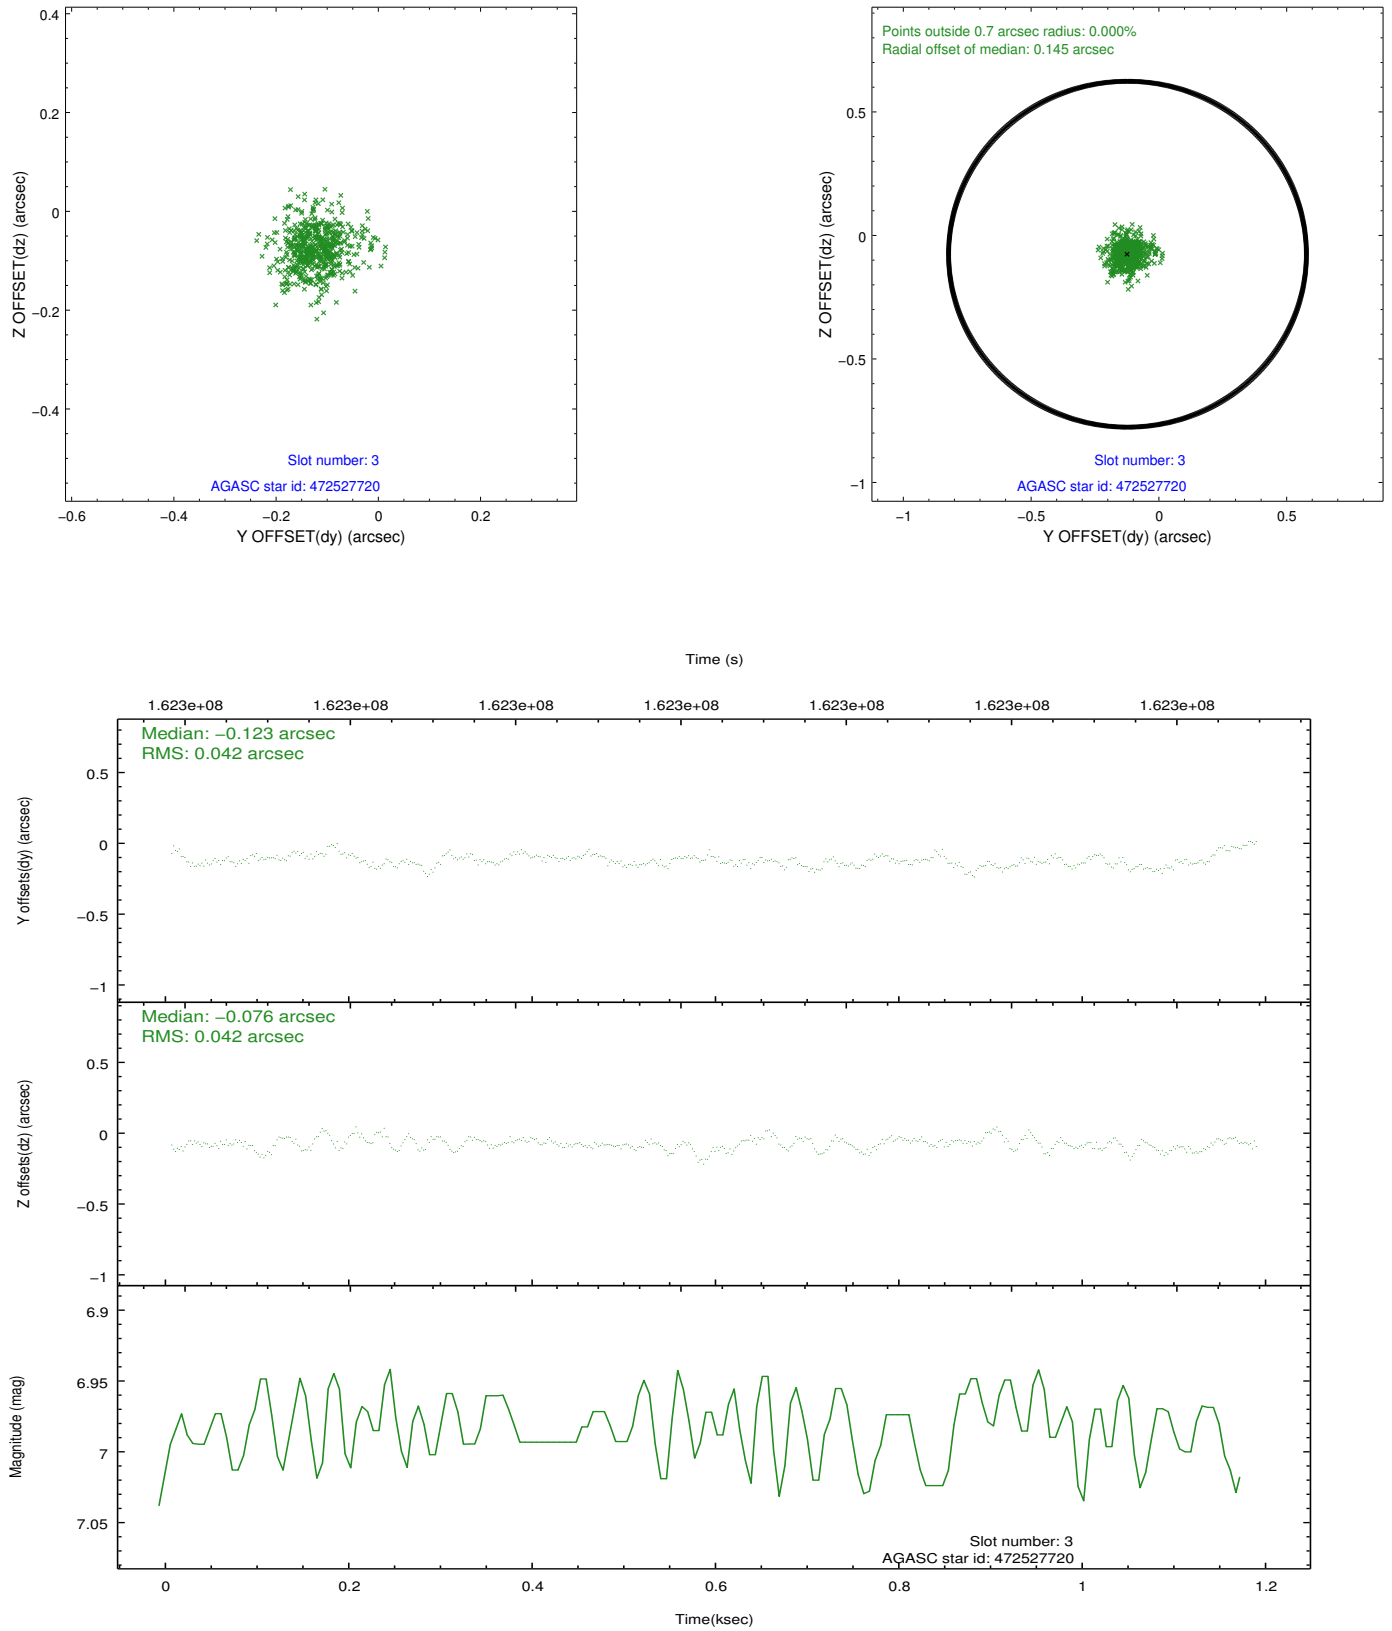 0.4
0.2
0
−0.2
−0.4
Z OFFSET(dz) (arcsec)
Slot number: 3
AGASC star id: 472527720
−0.6
−0.4
−0.2
0
0.2
Y OFFSET(dy) (arcsec)
Points outside 0.7 arcsec radius: 0.000%
Radial offset of median: 0.145 arcsec
0.5
0
−0.5
−1
Z OFFSET(dz) (arcsec)
Slot number: 3
AGASC star id: 472527720
−1
−0.5
0
0.5
Y OFFSET(dy) (arcsec)
Time (s)
1.623e+08
1.623e+08
1.623e+08
1.623e+08
1.623e+08
1.623e+08
1.623e+08
Median: −0.123 arcsec
RMS: 0.042 arcsec
0.5
0
−0.5
−1
Y offsets(dy) (arcsec)
Median: −0.076 arcsec
RMS: 0.042 arcsec
0.5
0
−0.5
−1
Z offsets(dz) (arcsec)
6.9
6.95
7
7.05
Magnitude (mag)
Slot number: 3
AGASC star id: 472527720
0
0.2
0.4
0.6
0.8
1
1.2
Time(ksec)